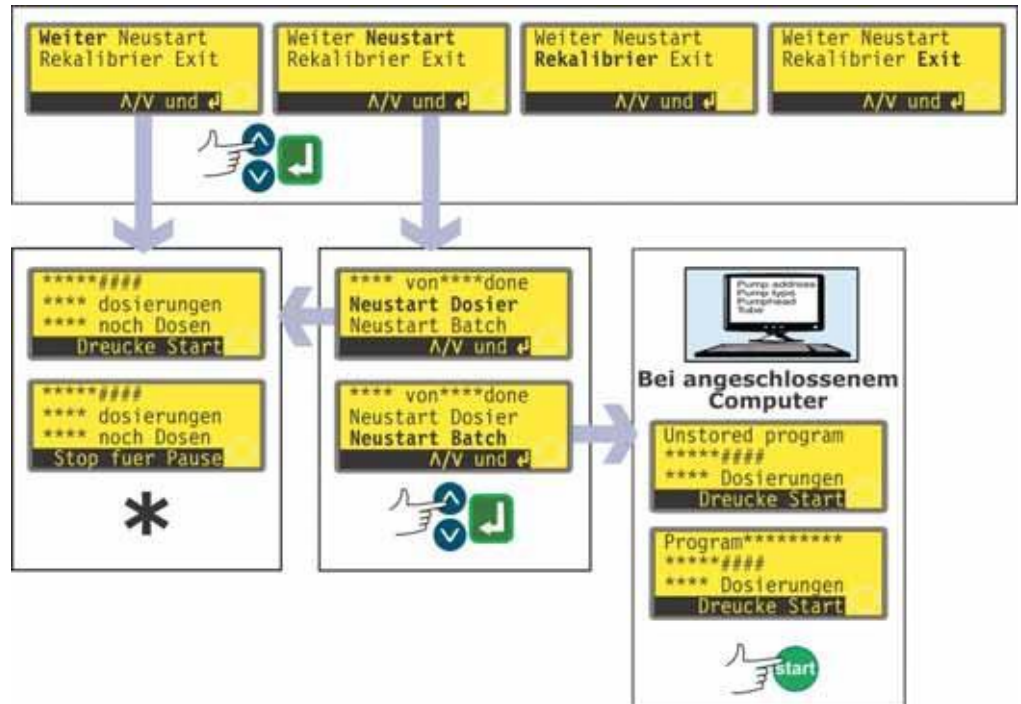 Weiter Neustart
Rekalibrier Exit
Λ/V und ↲
Weiter Neustart
Rekalibrier Exit
Λ/V und ↲
Weiter Neustart
Rekalibrier Exit
Λ/V und ↲
Weiter Neustart
Rekalibrier Exit
Λ/V und ↲
*****####
**** dosierungen
**** noch Dosen
Dreucke Start
*****####
**** dosierungen
**** noch Dosen
Stop fuer Pause
*
**** von****done
Neustart Dosier
Neustart Batch
Λ/V und ↲
**** von****done
Neustart Dosier
Neustart Batch
Λ/V und ↲
Pump address
Pump type
Pumphead
Tube
Bei angeschlossenem
Computer
Unstored program
*****####
**** Dosierungen
Dreucke Start
Program*********
*****####
**** Dosierungen
Dreucke Start
start